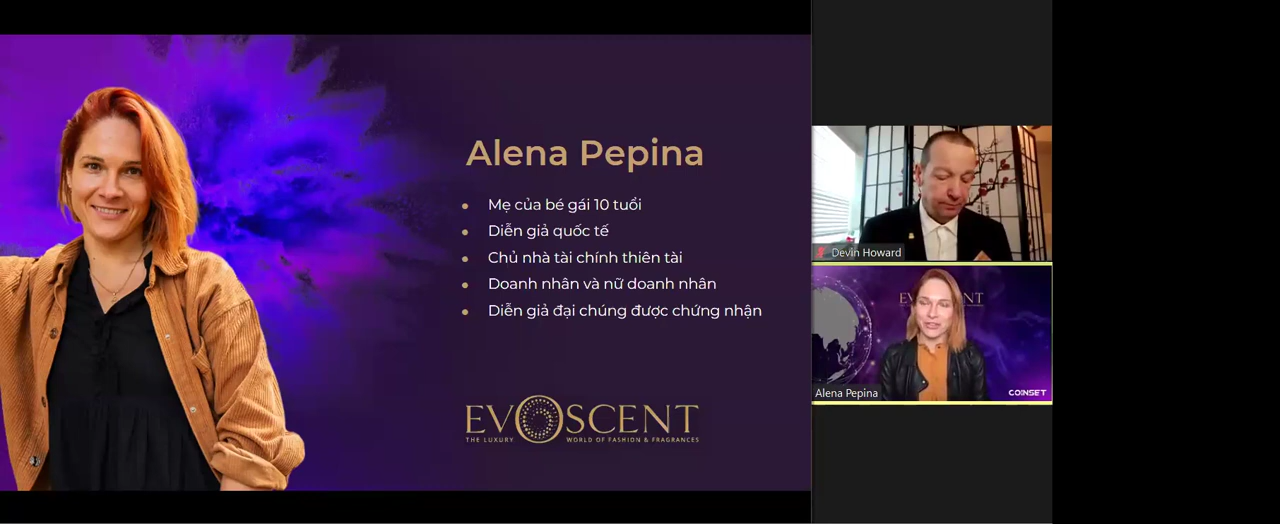 Alena Pepina
Mẹ của bé gái 10 tuổi
Diễn giả quốc tế
Chủ nhà tài chính thiên tài
Doanh nhân và nữ doanh nhân
Diễn giả đại chúng được chứng nhận
EVOSCENT
THE LUXURY WORLD OF FASHION & FRAGRANCES
Devin Howard
Alena Pepina
COINSET